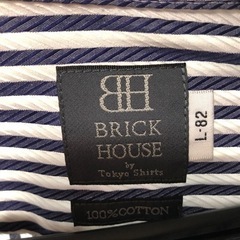 BH
BRICK
HOUSE
by
Tokyo Shirts
100%COTTON
L-82